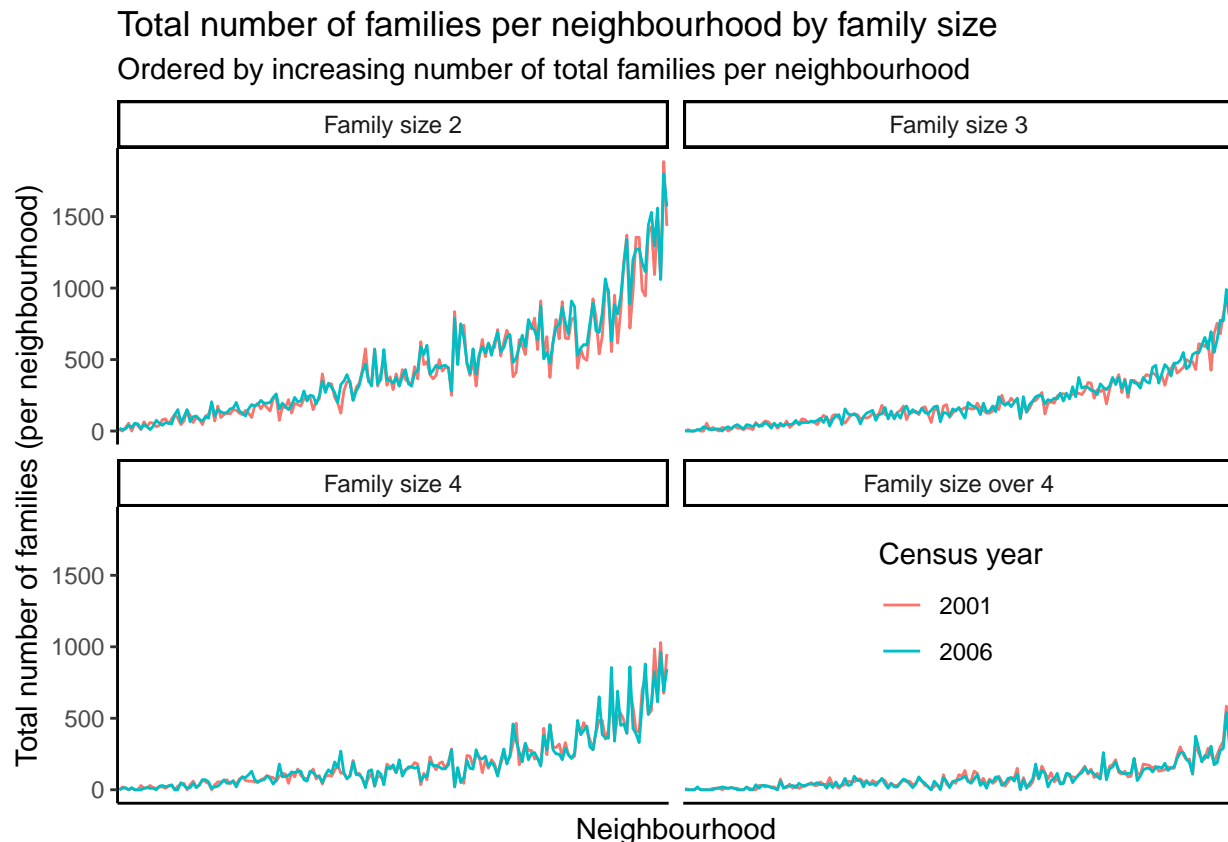 Total number of families per neighbourhood by family size
Ordered by increasing number of total families per neighbourhood
Family size 2
Family size 3
Total number of families (per neighbourhood)
1500
1000
500
0
Family size 4
Family size over 4
1500
1000
500
0
Census year
2001
2006
Neighbourhood